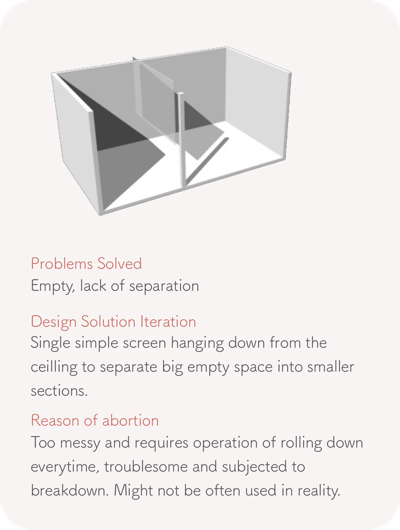 Problems Solved
Empty, lack of separation
Design Solution Iteration
Single simple screen hanging down from the
ceilling to separate big empty space into smaller
sections.
Reason of abortion
Too messy and requires operation of rolling down
everytime, troublesome and subjected to
breakdown. Might not be often used in reality.